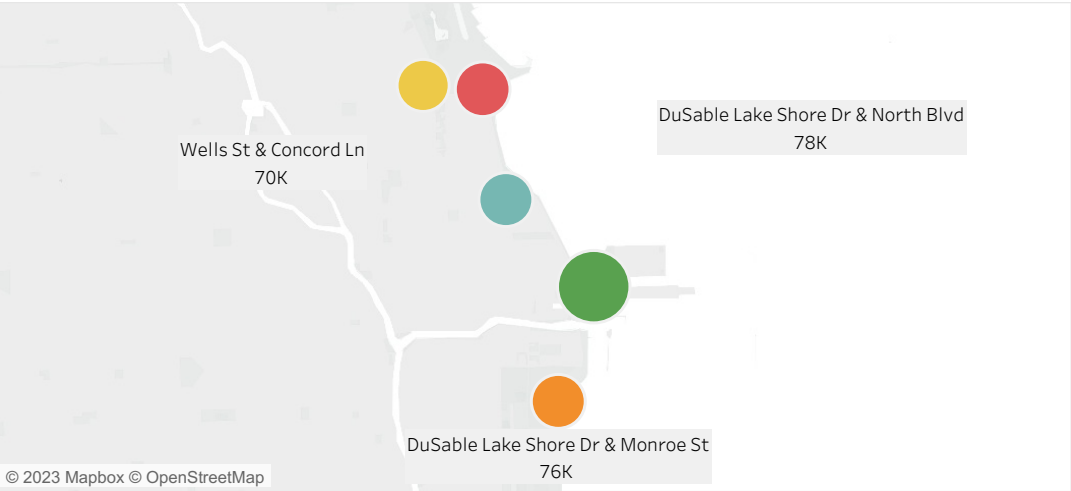 DuSable Lake Shore Dr & North Blvd
78K
Wells St & Concord Ln
70K
DuSable Lake Shore Dr & Monroe St
76K
© 2023 Mapbox © OpenStreetMap